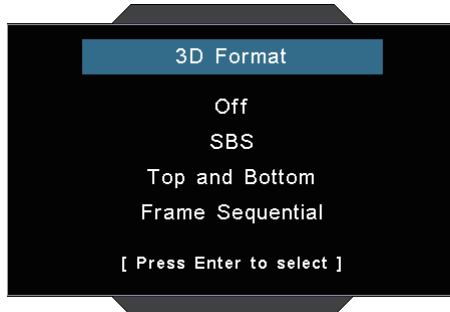 3D Format
Off
SBS
Top and Bottom
Frame Sequential
[ Press Enter to select ]